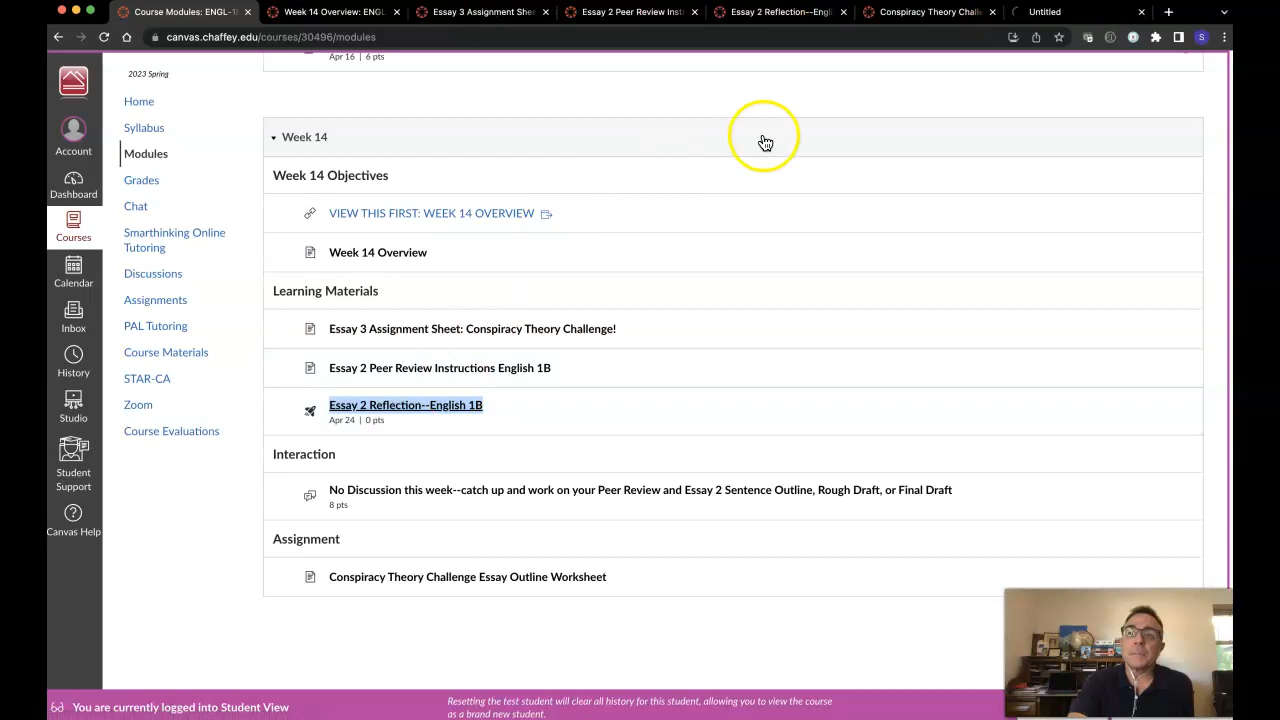 Course Modules: ENGL-1
Week 14 Overview: ENGL
Essay 3 Assignment Shee
Essay 2 Peer Review Inst
Essay 2 Reflection--Engli
Conspiracy Theory Challe
Untitled
canvas.chaffey.edu/courses/30496/modules
S
2023 Spring
Home
Syllabus
Modules
Grades
Chat
Smarthinking Online
Tutoring
Discussions
Assignments
PAL Tutoring
Course Materials
STAR-CA
Zoom
Course Evaluations
Account
Dashboard
Courses
Calendar
Inbox
History
Studio
Student
Support
Canvas Help
Apr 16 | 6 pts
Week 14
Week 14 Objectives
VIEW THIS FIRST: WEEK 14 OVERVIEW
Week 14 Overview
Learning Materials
Essay 3 Assignment Sheet: Conspiracy Theory Challenge!
Essay 2 Peer Review Instructions English 1B
Essay 2 Reflection--English 1B
Apr 24 | 0 pts
Interaction
No Discussion this week--catch up and work on your Peer Review and Essay 2 Sentence Outline, Rough Draft, or Final Draft
8 pts
Assignment
Conspiracy Theory Challenge Essay Outline Worksheet
You are currently logged into Student View
Resetting the test student will clear all history for this student, allowing you to view the course
as a brand new student.